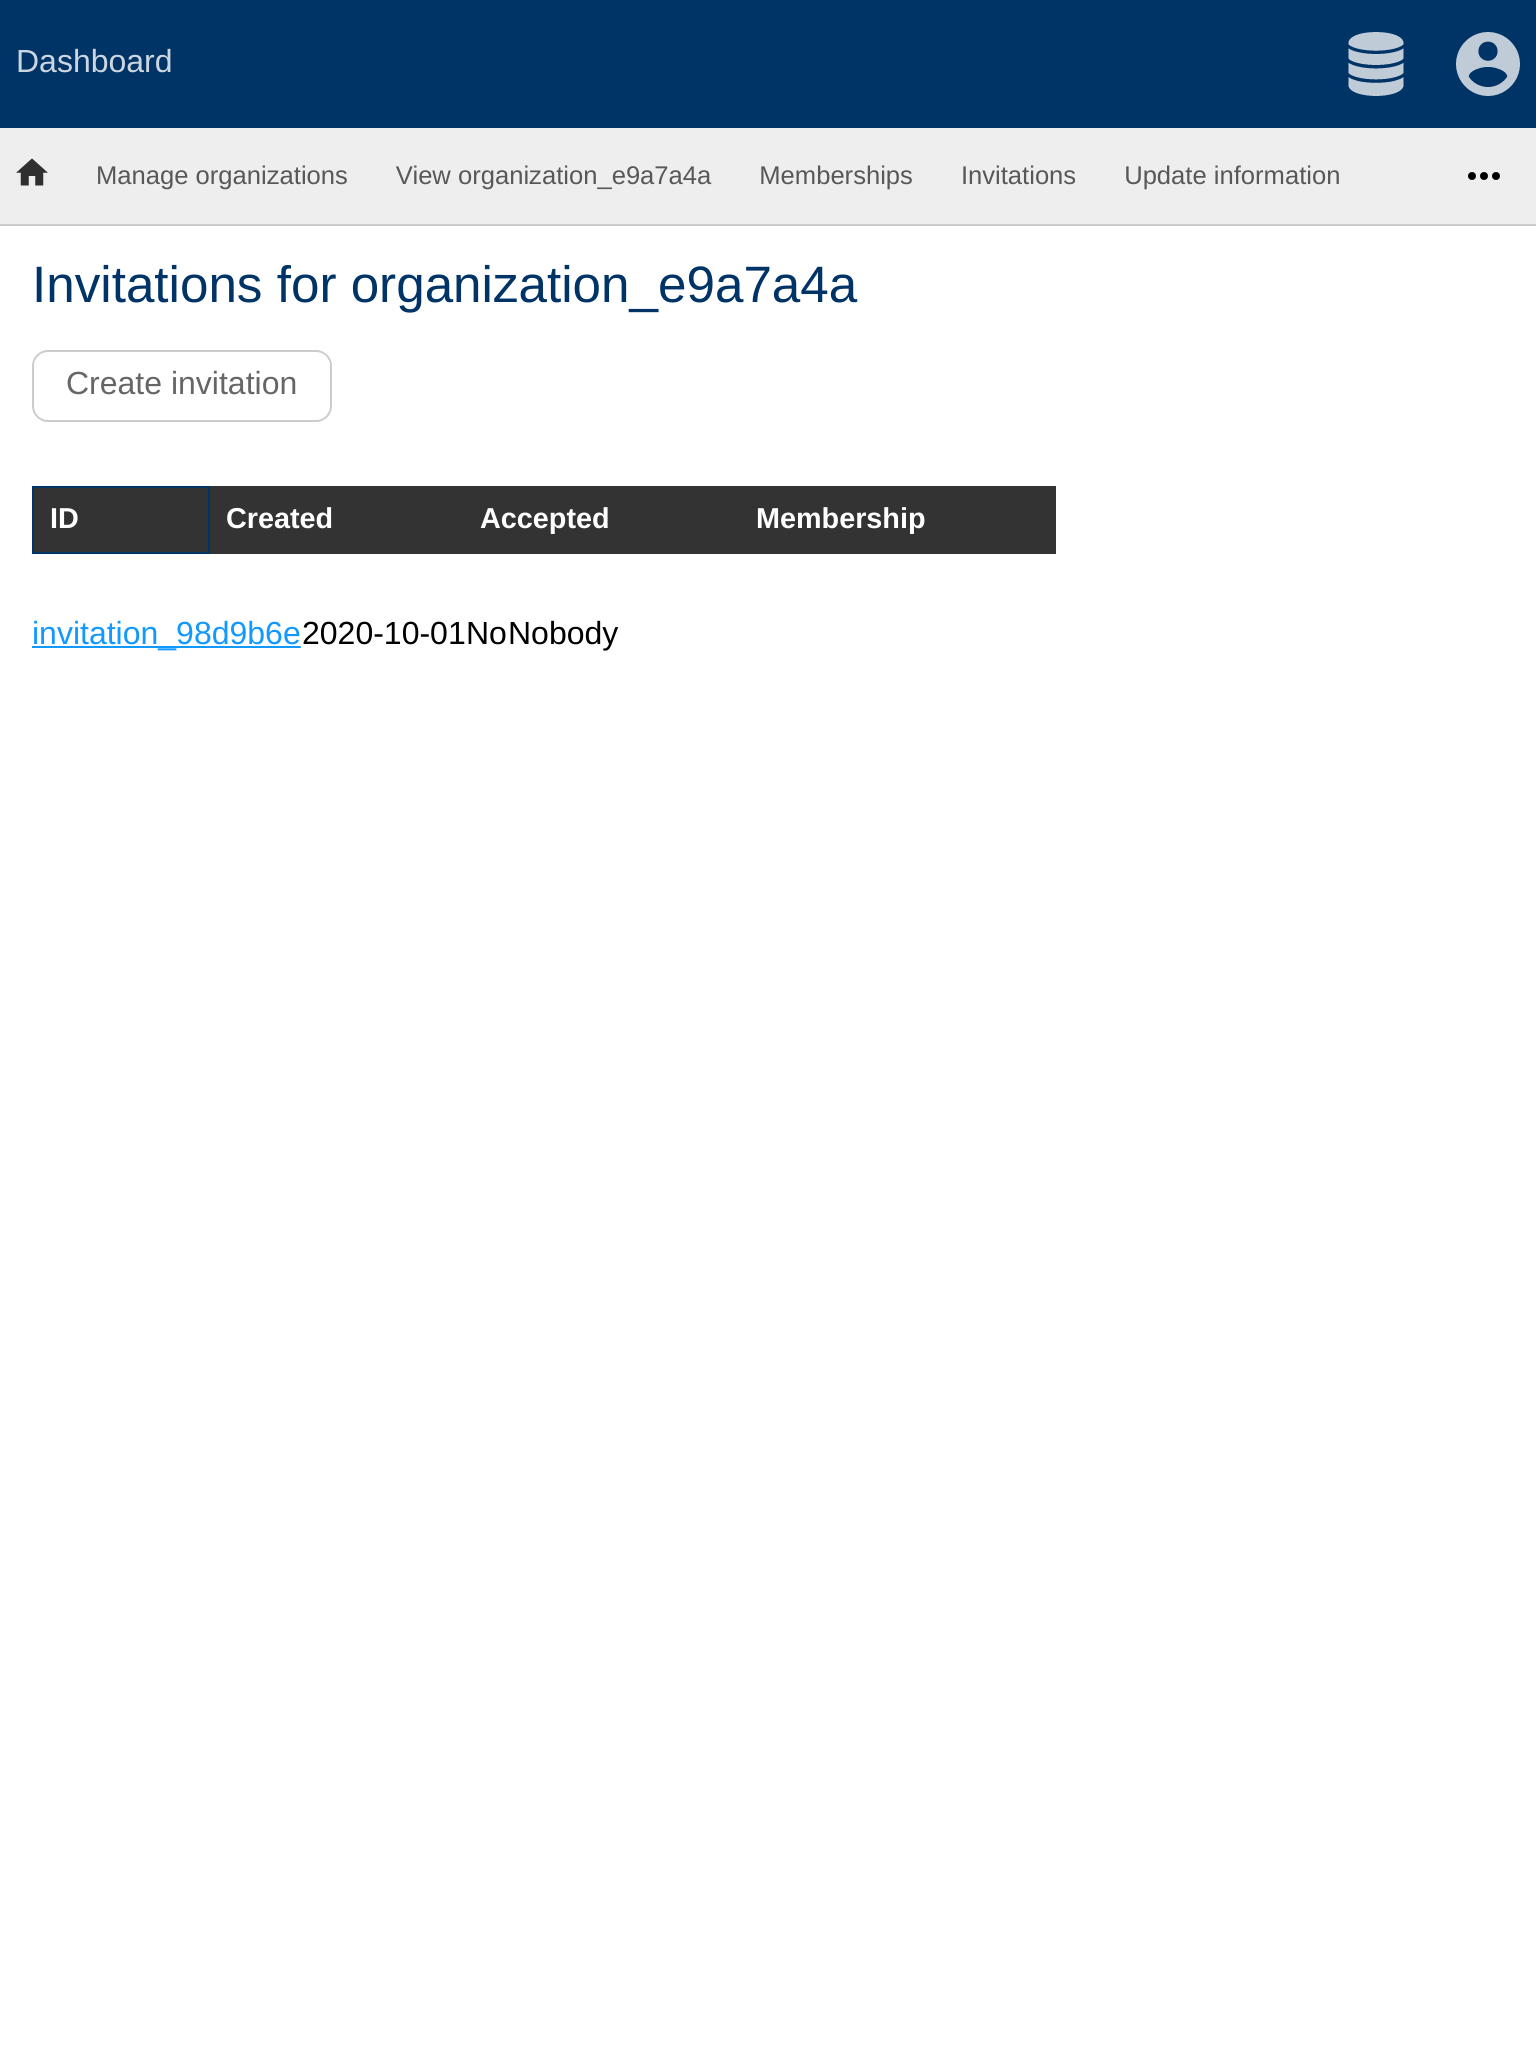 Dashboard
Manage organizations View organization_e9a7a4a Memberships Invitations Update information
Invitations for organization_e9a7a4a
Create invitation
ID Created Accepted Membership
invitation_98d9b6e2020-10-01NoNobody